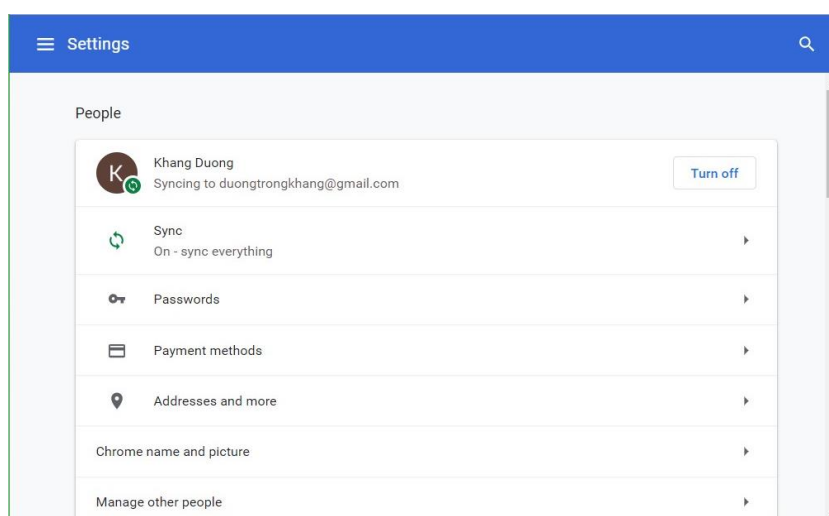 Settings
People
K
Khang Duong
Syncing to duongtrongkhang@gmail.com
Turn off
Sync
On - sync everything
Passwords
Payment methods
Addresses and more
Chrome name and picture
Manage other people